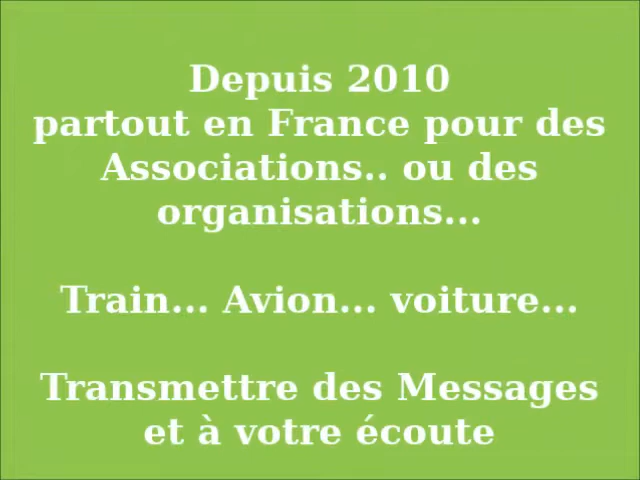 Depuis 2010
partout en France pour des
Associations.. ou des
organisations...
Train... Avion... voiture...
Transmettre des Messages
et à votre écoute